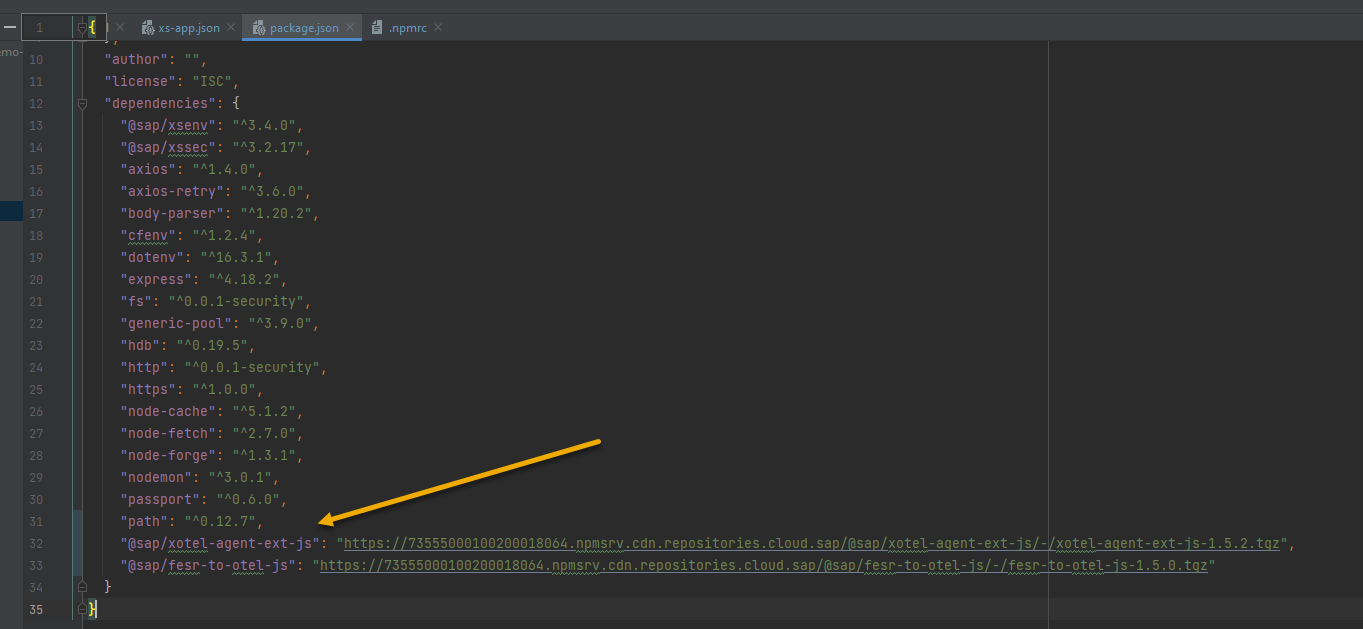 1 {
xs-app.json
package.json
.npmrc
emo-
10 "author": "",
11 "license": "ISC",
12 "dependencies": {
13 "@sap/xsenv": "^3.4.0",
14 "@sap/xssec": "^3.2.17",
15 "axios": "^1.4.0",
16 "axios-retry": "^3.6.0",
17 "body-parser": "^1.20.2",
18 "cfenv": "^1.2.4",
19 "dotenv": "^16.3.1",
20 "express": "^4.18.2",
21 "fs": "^0.0.1-security",
22 "generic-pool": "^3.9.0",
23 "hdb": "^0.19.5",
24 "http": "^0.0.1-security",
25 "https": "^1.0.0",
26 "node-cache": "^5.1.2",
27 "node-fetch": "^2.7.0",
28 "node-forge": "^1.3.1",
29 "nodemon": "^3.0.1",
30 "passport": "^0.6.0",
31 "path": "^0.12.7",
32 "@sap/xotel-agent-ext-js": "https://73555000100200018064.npmsrv.cdn.repositories.cloud.sap/@sap/xotel-agent-ext-js/-/xotel-agent-ext-js-1.5.2.tgz",
33 "@sap/fesr-to-otel-js": "https://73555000100200018064.npmsrv.cdn.repositories.cloud.sap/@sap/fesr-to-otel-js/-/fesr-to-otel-js-1.5.0.tgz"
34 }
35 }